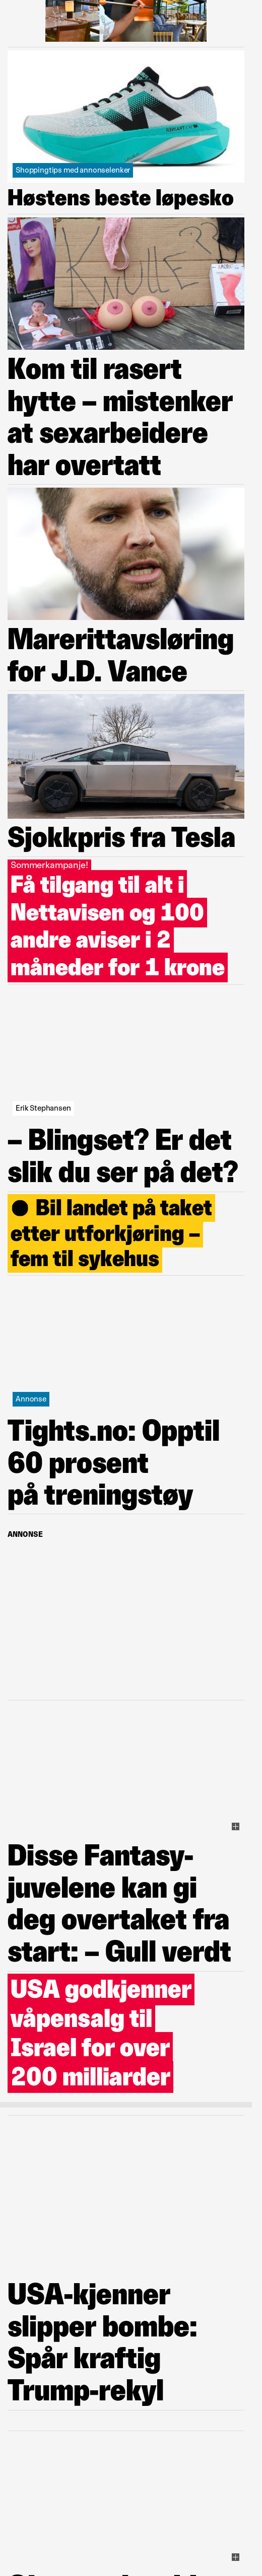 Shoppingtips med annonselenker
Høstens beste løpesko
KNULLE?
Kom til rasert
hytte – mistenker
at sexarbeidere
har overtatt
Marerittavsløring
for J.D. Vance
Sjokkpris fra Tesla
Sommerkampanje!
Få tilgang til alt i
Nettavisen og 100
andre aviser i 2
måneder for 1 krone
Erik Stephansen
– Blingset? Er det
slik du ser på det?
Bil landet på taket
etter utforkjøring –
fem til sykehus
Annonse
Tights.no: Opptil
60 prosent
på treningstøy
ANNONSE
Disse Fantasy-
juvelene kan gi
deg overtaket fra
start: – Gull verdt
USA godkjenner
våpensalg til
Israel for over
200 milliarder
USA-kjenner
slipper bombe:
Spår kraftig
Trump-rekyl